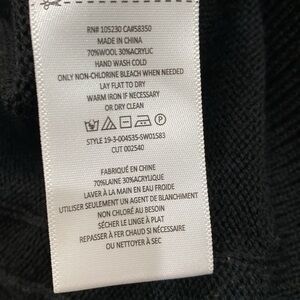 RN# 105230 CA#58350
MADE IN CHINA
70%WOOL 30%ACRYLIC
HAND WASH COLD
ONLY NON-CHLORINE BLEACH WHEN NEEDED
LAY FLAT TO DRY
WARM IRON IF NECESSARY
OR DRY CLEAN
P
STYLE 19-3-004535-SW01583
CUT 002540
FABRIQUÉ EN CHINE
70%LAINE 30%ACRYLIQUE
LAVER À LA MAIN EN EAU FROIDE
UTILISER SEULEMENT UN AGENT DE BLANCHIMENT
NON CHLORÉ AU BESOIN
SÉCHER LE LINGE À PLAT
REPASSER À FER CHAUD SI NÉCESSAIRE
OU NETTOYER À SEC